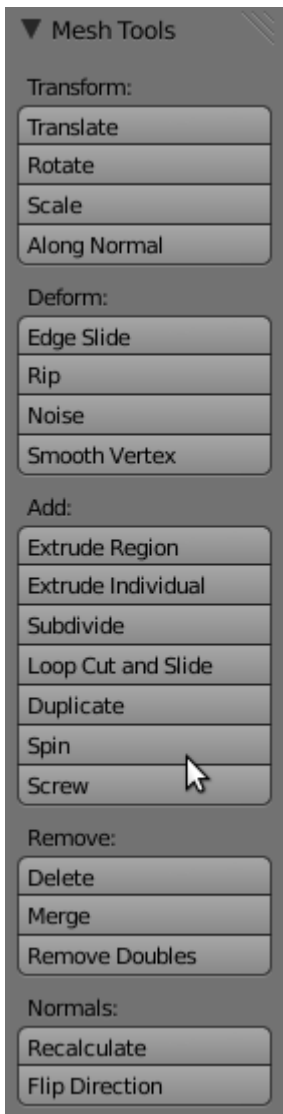 Mesh Tools
Transform:
Translate
Rotate
Scale
Along Normal
Deform:
Edge Slide
Rip
Noise
Smooth Vertex
Add:
Extrude Region
Extrude Individual
Subdivide
Loop Cut and Slide
Duplicate
Spin
Screw
Remove:
Delete
Merge
Remove Doubles
Normals:
Recalculate
Flip Direction